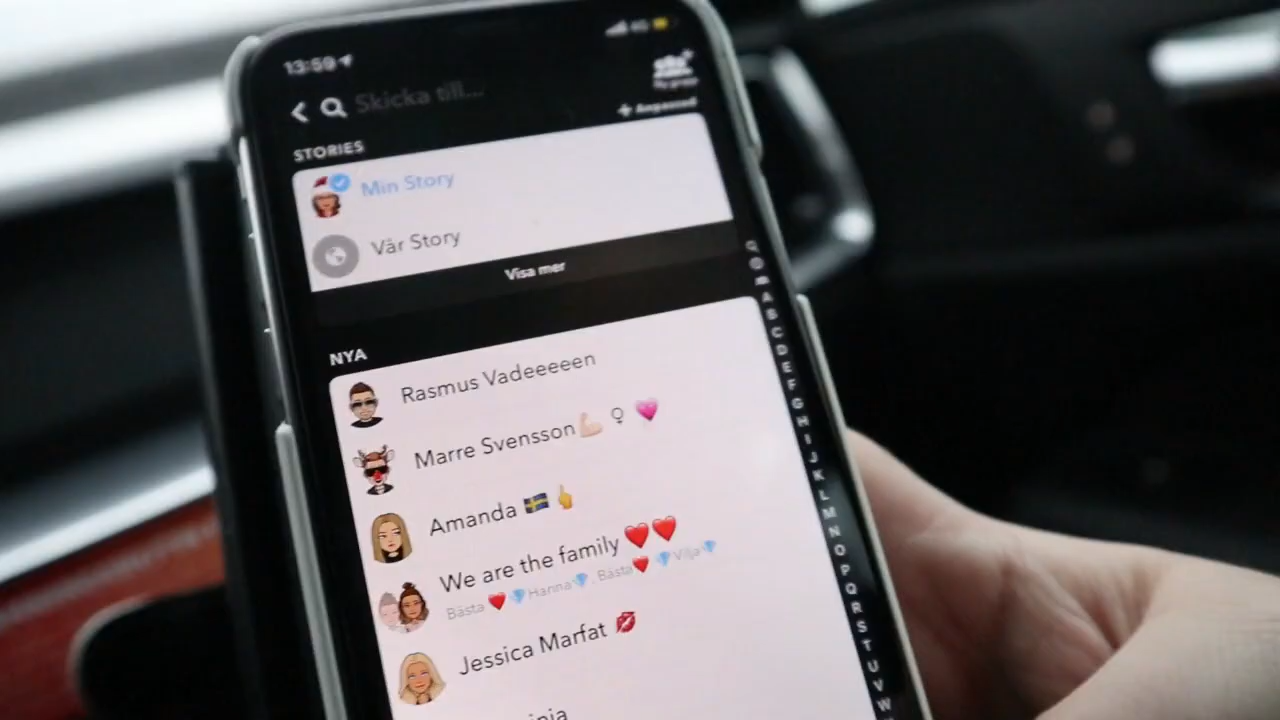 13:59
Skicka till...
+ Anpassad
STORIES
Min Story
Vår Story
Visa mer
NYA
Rasmus Vadeeeeen
Marre Svensson💪🏻♀💗
Amanda 🇸🇪🖕
We are the family ❤️❤️
Bästa ❤️💎Hanna💎, Bästa❤️💎Vilja💎
Jessica Marfat 💋
A
B
C
D
E
F
G
H
I
J
K
L
M
N
O
P
Q
R
S
T
U
V
W